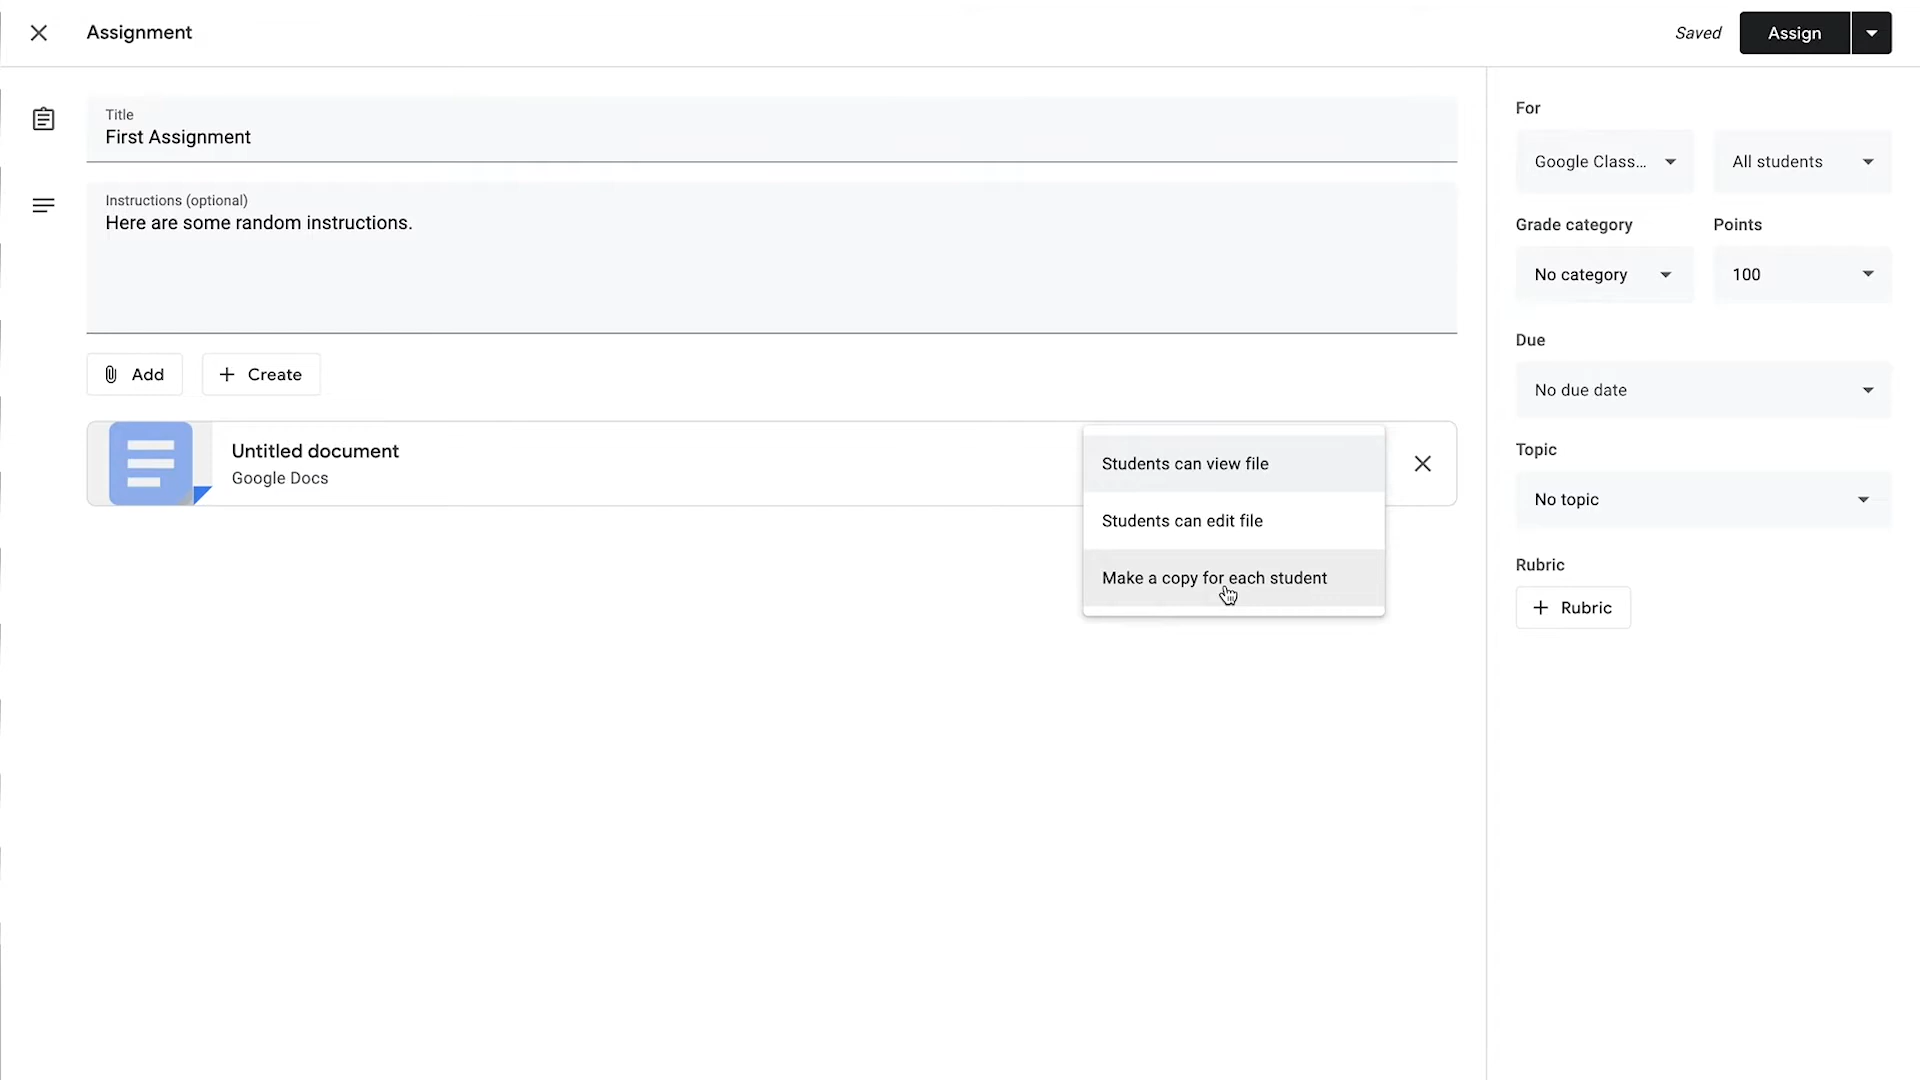 Assignment
Saved
Assign
Title
First Assignment
Instructions (optional)
Here are some random instructions.
Add
Create
Untitled document
Google Docs
Students can view file
Students can edit file
Make a copy for each student
For
Google Class...
All students
Grade category
Points
No category
100
Due
No due date
Topic
No topic
Rubric
Rubric